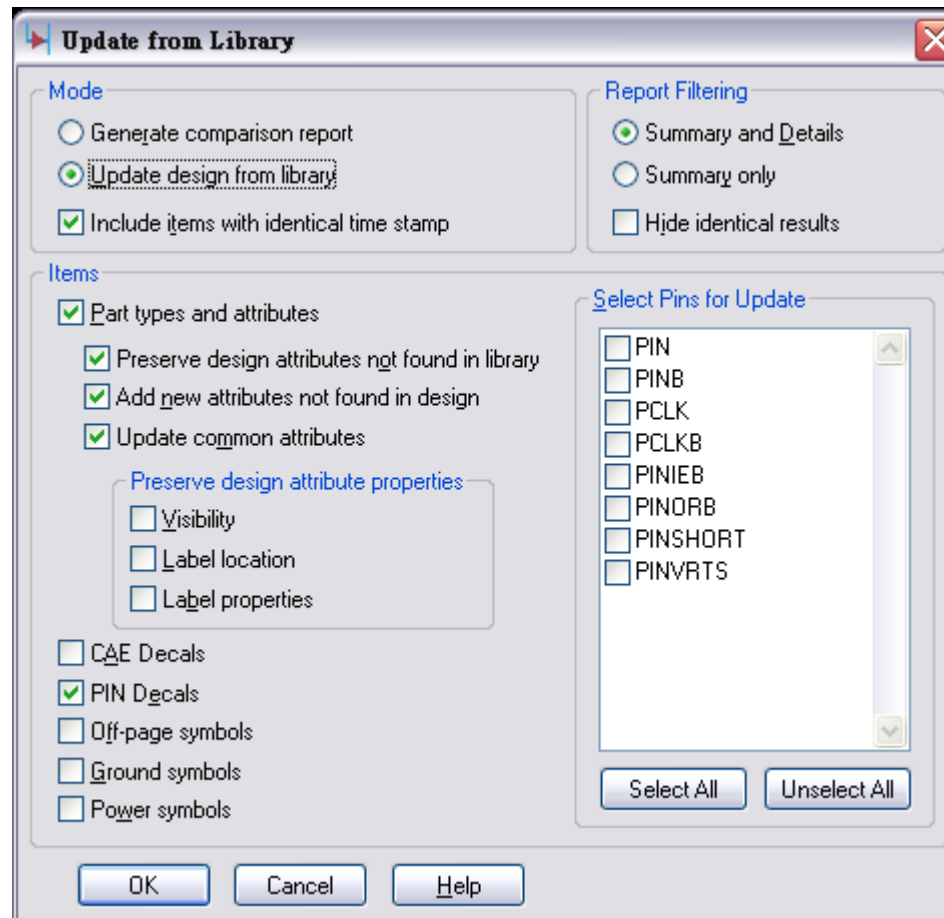 Update from Library
Mode
Generate comparison report
Update design from library
Include items with identical time stamp
Report Filtering
Summary and Details
Summary only
Hide identical results
Items
Part types and attributes
Preserve design attributes not found in library
Add new attributes not found in design
Update common attributes
Preserve design attribute properties
Visibility
Label location
Label properties
CAE Decals
PIN Decals
Off-page symbols
Ground symbols
Power symbols
Select Pins for Update
PIN
PINB
PCLK
PCLKB
PINIEB
PINORB
PINSHORT
PINVRTS
Select All
Unselect All
OK
Cancel
Help